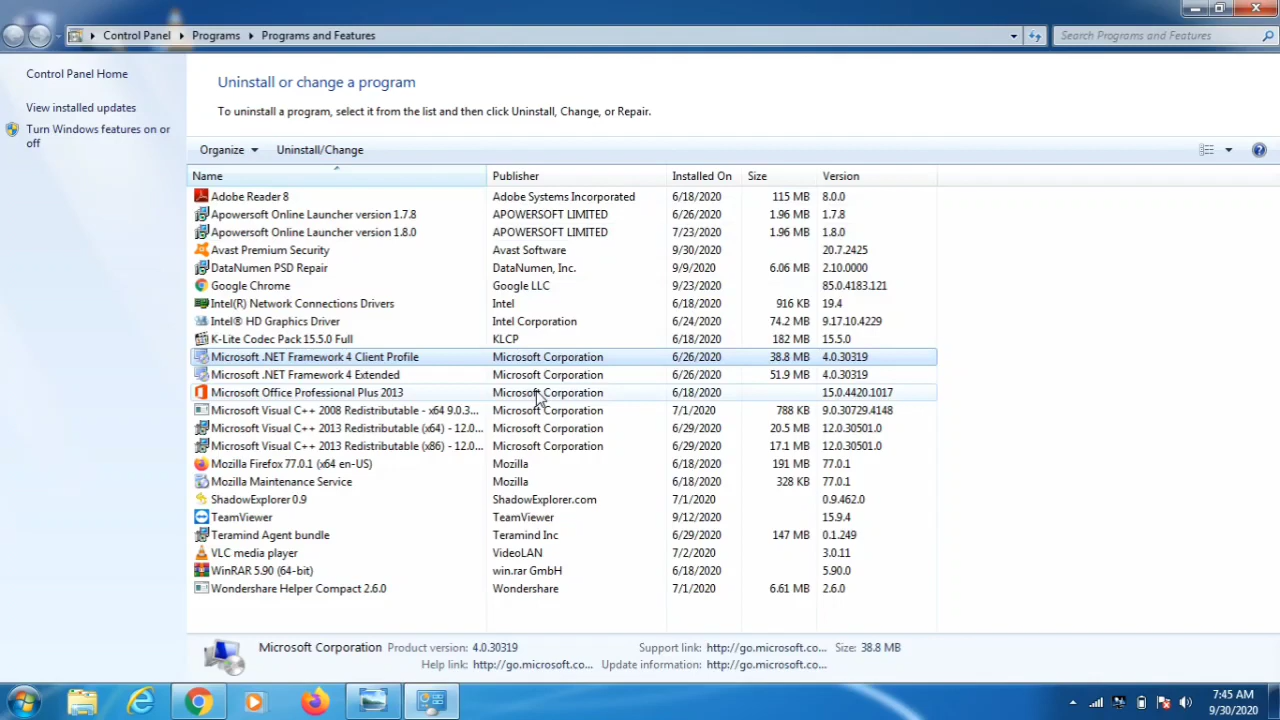 Control Panel Programs Programs and Features Search Programs and Features
Control Panel Home
View installed updates
Turn Windows features on or
off
Uninstall or change a program
To uninstall a program, select it from the list and then click Uninstall, Change, or Repair.
Organize Uninstall/Change
Name Publisher Installed On Size Version
Adobe Reader 8 Adobe Systems Incorporated 6/18/2020 115 MB 8.0.0
Apowersoft Online Launcher version 1.7.8 APOWERSOFT LIMITED 6/26/2020 1.96 MB 1.7.8
Apowersoft Online Launcher version 1.8.0 APOWERSOFT LIMITED 7/23/2020 1.96 MB 1.8.0
Avast Premium Security Avast Software 9/30/2020 20.7.2425
DataNumen PSD Repair DataNumen, Inc. 9/9/2020 6.06 MB 2.10.0000
Google Chrome Google LLC 9/23/2020 85.0.4183.121
Intel(R) Network Connections Drivers Intel 6/18/2020 916 KB 19.4
Intel® HD Graphics Driver Intel Corporation 6/24/2020 74.2 MB 9.17.10.4229
K-Lite Codec Pack 15.5.0 Full KLCP 6/18/2020 182 MB 15.5.0
Microsoft .NET Framework 4 Client Profile Microsoft Corporation 6/26/2020 38.8 MB 4.0.30319
Microsoft .NET Framework 4 Extended Microsoft Corporation 6/26/2020 51.9 MB 4.0.30319
Microsoft Office Professional Plus 2013 Microsoft Corporation 6/18/2020 15.0.4420.1017
Microsoft Visual C++ 2008 Redistributable - x64 9.0.3... Microsoft Corporation 7/1/2020 788 KB 9.0.30729.4148
Microsoft Visual C++ 2013 Redistributable (x64) - 12.0... Microsoft Corporation 6/29/2020 20.5 MB 12.0.30501.0
Microsoft Visual C++ 2013 Redistributable (x86) - 12.0... Microsoft Corporation 6/29/2020 17.1 MB 12.0.30501.0
Mozilla Firefox 77.0.1 (x64 en-US) Mozilla 6/18/2020 191 MB 77.0.1
Mozilla Maintenance Service Mozilla 6/18/2020 328 KB 77.0.1
ShadowExplorer 0.9 ShadowExplorer.com 7/1/2020 0.9.462.0
TeamViewer TeamViewer 9/12/2020 15.9.4
Teramind Agent bundle Teramind Inc 6/29/2020 147 MB 0.1.249
VLC media player VideoLAN 7/2/2020 3.0.11
WinRAR 5.90 (64-bit) win.rar GmbH 6/18/2020 5.90.0
Wondershare Helper Compact 2.6.0 Wondershare 7/1/2020 6.61 MB 2.6.0
Microsoft Corporation Product version: 4.0.30319 Support link: http://go.microsoft.co... Size: 38.8 MB
Help link: http://go.microsoft.co... Update information: http://go.microsoft.co...
7:45 AM
9/30/2020